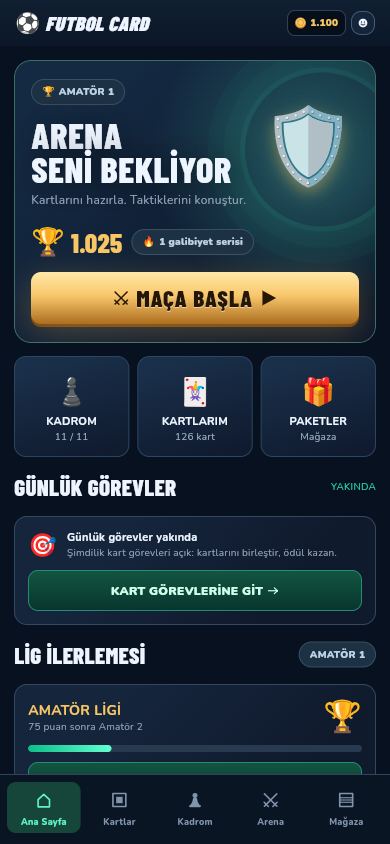 FUTBOL CARD
1.100
AMATÖR 1
ARENA
SENİ BEKLİYOR
Kartlarını hazırla. Taktiklerini konuştur.
1.025
1 galibiyet serisi
MAÇA BAŞLA
KADROM
11 / 11
KARTLARIM
126 kart
PAKETLER
Mağaza
GÜNLÜK GÖREVLER
YAKINDA
Günlük görevler yakında
Şimdilik kart görevleri açık: kartlarını birleştir, ödül kazan.
KART GÖREVLERİNE GİT →
LİG İLERLEMESİ
AMATÖR 1
AMATÖR LİGİ
75 puan sonra Amatör 2
Ana Sayfa
Kartlar
Kadrom
Arena
Mağaza